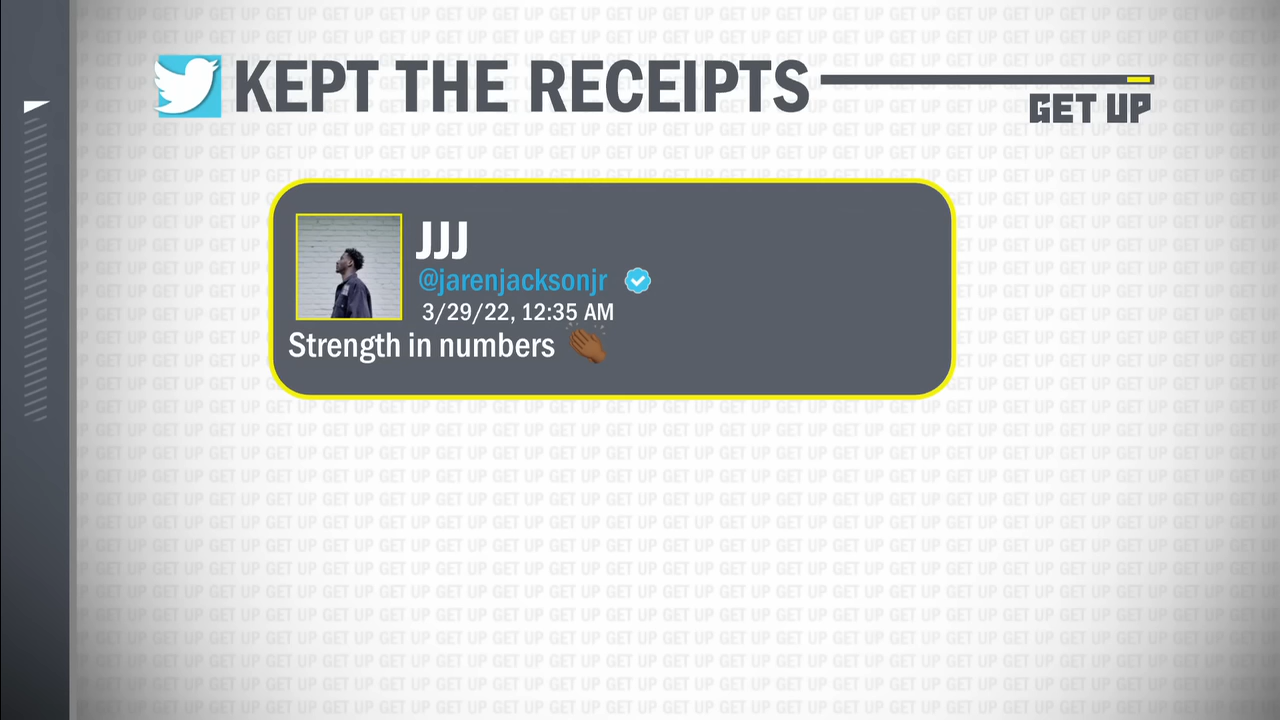 KEPT THE RECEIPTS
GET UP
JJJ
@jarenjacksonjr
3/29/22, 12:35 AM
Strength in numbers 👏🏾